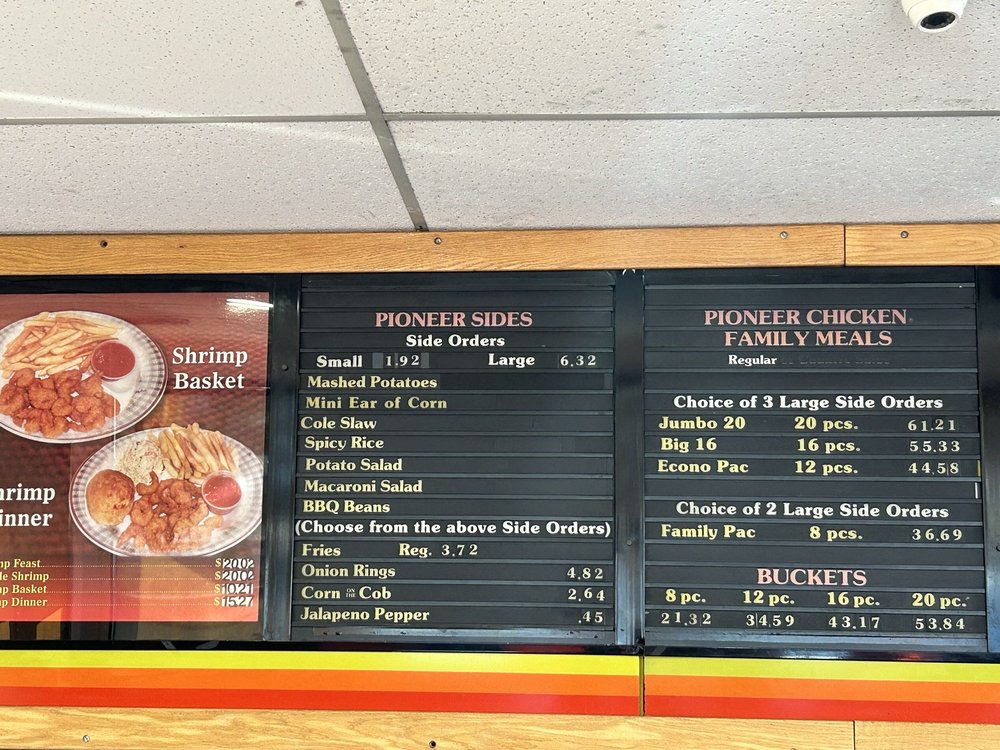 Shrimp
Basket
hrimp
inner
mp Feast $20.02
le Shrimp $20.02
mp Basket $10.21
mp Dinner $15.27
PIONEER SIDES
Side Orders
Small 1.92 Large 6.32
Mashed Potatoes
Mini Ear of Corn
Cole Slaw
Spicy Rice
Potato Salad
Macaroni Salad
BBQ Beans
(Choose from the above Side Orders)
Fries Reg. 3.72
Onion Rings 4.82
Corn ON THE Cob 2.64
Jalapeno Pepper .45
PIONEER CHICKEN®
FAMILY MEALS
Regular
Choice of 3 Large Side Orders
Jumbo 20 20 pcs. 61.21
Big 16 16 pcs. 55.33
Econo Pac 12 pcs. 44.58
Choice of 2 Large Side Orders
Family Pac 8 pcs. 36.69
BUCKETS
8 pc. 12 pc. 16 pc. 20 pc.
21.32 34.59 43.17 53.84